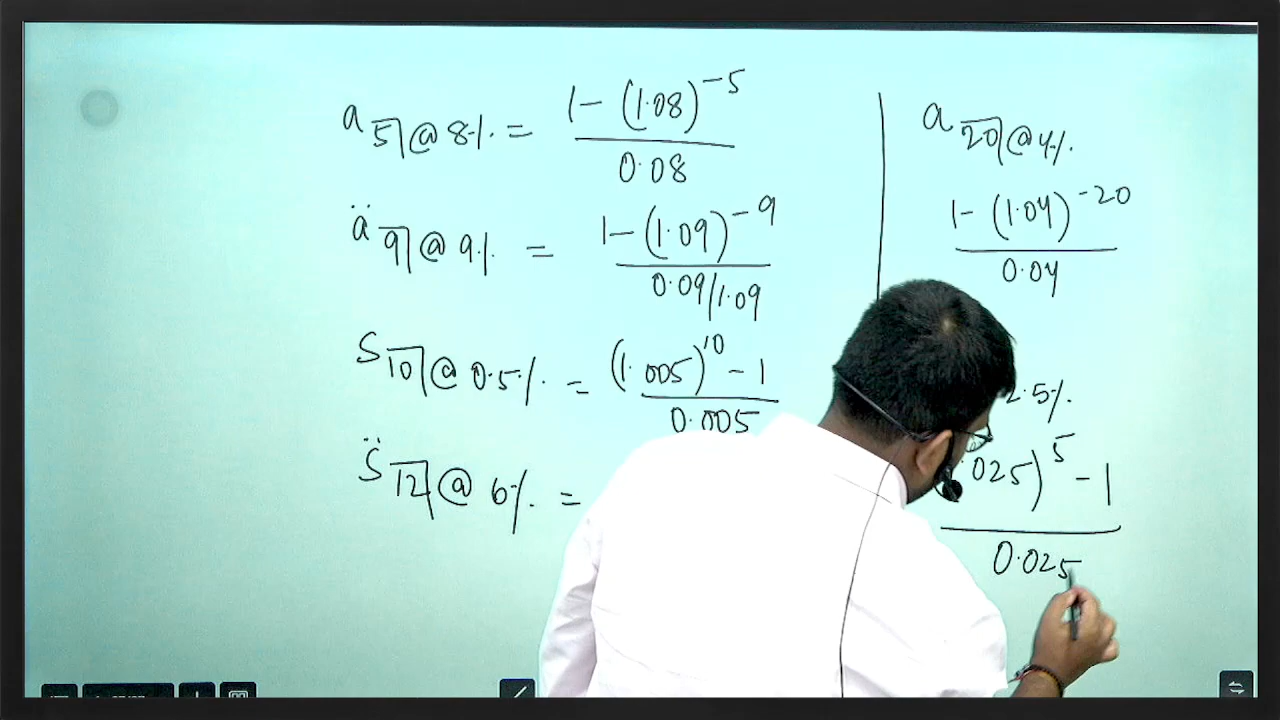 a 5⌉ @ 8% = 1 - (1.08)^-5
0.08
ä 9⌉ @ 9% = 1 - (1.09)^-9
0.09/1.09
S 10⌉ @ 0.5% = (1.005)^10 - 1
0.005
S̈ 12⌉ @ 6% =
a 20⌉ @ 4%
1 - (1.04)^-20
0.04
2.5%
.025)^5 - 1
0.025